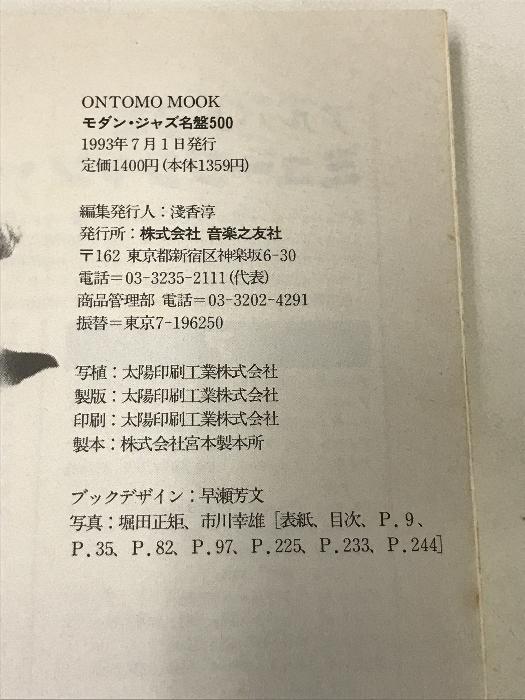 ONTOMO MOOK
モダン・ジャズ名盤500
1993年7月1日発行
定価1400円(本体1359円)
編集発行人：淺香淳
発行所：株式会社 音楽之友社
〒162 東京都新宿区神楽坂6-30
電話＝03-3235-2111(代表)
商品管理部 電話＝03-3202-4291
振替＝東京7-196250
写植：太陽印刷工業株式会社
製版：太陽印刷工業株式会社
印刷：太陽印刷工業株式会社
製本：株式会社宮本製本所
ブックデザイン：早瀬芳文
写真：堀田正矩、市川幸雄［表紙、目次、P.9、
P.35、P.82、P.97、P.225、P.233、P.244］